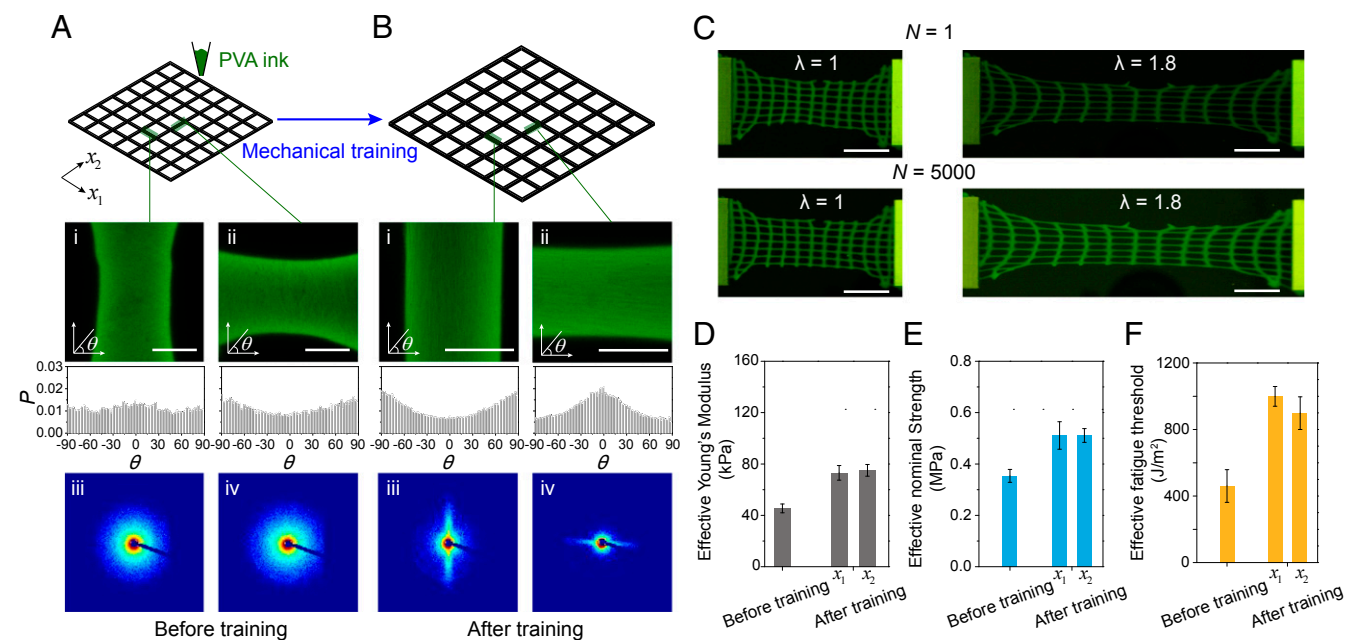 A
PVA ink
x2
x1
Mechanical training
B
i
ii
i
ii
θ
θ
θ
θ
P
0.03
0.02
0.01
0.00
-90 -60 -30 0 30 60 90
-90 -60 -30 0 30 60 90
-90 -60 -30 0 30 60 90
-90 -60 -30 0 30 60 90
θ
θ
θ
θ
iii
iv
iii
iv
Before training
After training
C
N = 1
λ = 1
λ = 1.8
N = 5000
λ = 1
λ = 1.8
D
Effective Young's Modulus
(kPa)
160
120
80
40
0
Before training
x1
x2
After training
E
Effective nominal Strength
(MPa)
0.8
0.6
0.4
0.2
0.0
Before training
x1
x2
After training
F
Effective fatigue threshold
(J/m²)
1200
800
400
0
Before training
x1
x2
After training